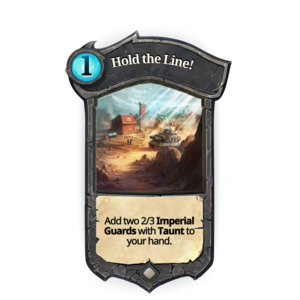 1
Hold the Line!
Add two 2/3 Imperial
Guards with Taunt to
your hand.